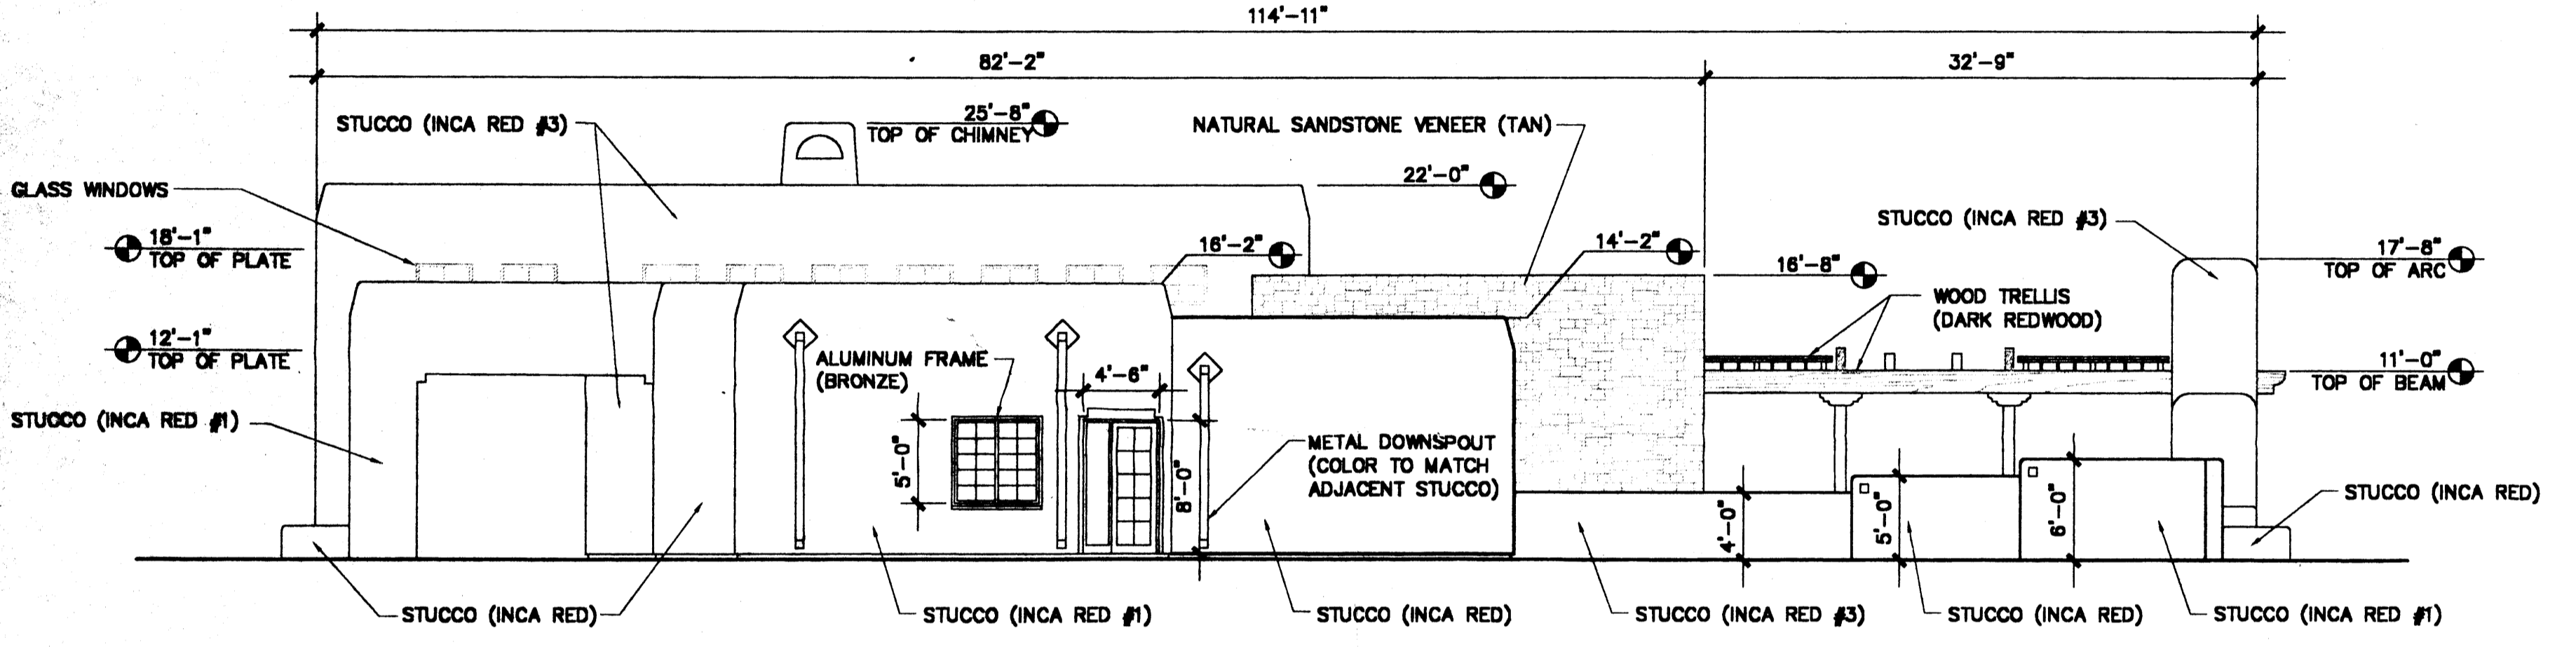 114'-11"
82'-2"
32'-9"
STUCCO (INCA RED #3)
25'-8"
TOP OF CHIMNEY
NATURAL SANDSTONE VENEER (TAN)
GLASS WINDOWS
22'-0"
STUCCO (INCA RED #3)
18'-1"
TOP OF PLATE
16'-2"
14'-2"
16'-8"
17'-8"
TOP OF ARC
WOOD TRELLIS
(DARK REDWOOD)
12'-1"
TOP OF PLATE
ALUMINUM FRAME
(BRONZE)
4'-6"
11'-0"
TOP OF BEAM
STUCCO (INCA RED #1)
5'-0"
8'-0"
METAL DOWNSPOUT
(COLOR TO MATCH
ADJACENT STUCCO)
4'-0"
5'-0"
6'-0"
STUCCO (INCA RED)
STUCCO (INCA RED)
STUCCO (INCA RED #1)
STUCCO (INCA RED)
STUCCO (INCA RED #3)
STUCCO (INCA RED)
STUCCO (INCA RED #1)